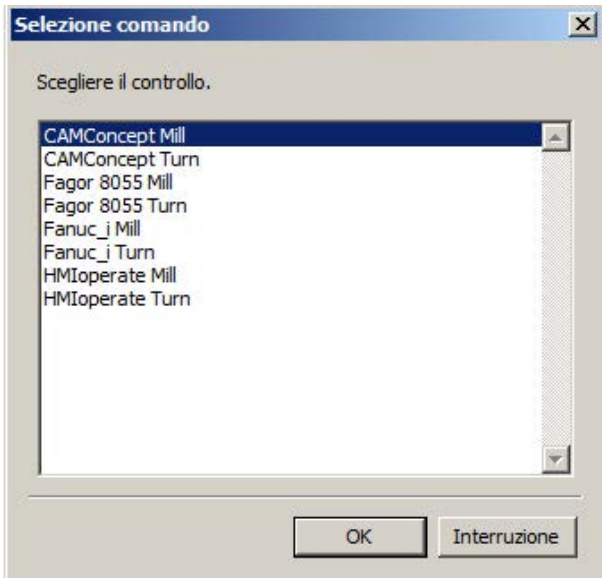 Selezione comando
Scegliere il controllo.
CAMConcept Mill
CAMConcept Turn
Fagor 8055 Mill
Fagor 8055 Turn
Fanuc_i Mill
Fanuc_i Turn
HMIoperate Mill
HMIoperate Turn
OK Interruzione